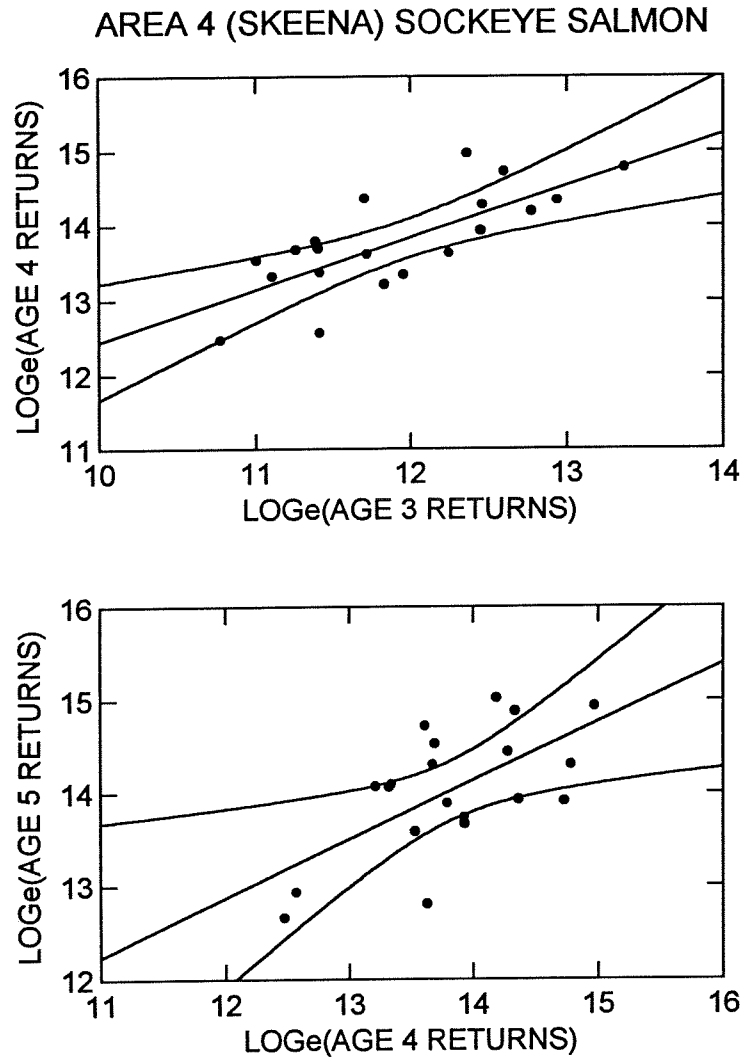 AREA 4 (SKEENA) SOCKEYE SALMON
16
15
14
13
12
11
LOGe(AGE 4 RETURNS)
10 11 12 13 14
LOGe(AGE 3 RETURNS)
16
15
14
13
12
LOGe(AGE 5 RETURNS)
11 12 13 14 15 16
LOGe(AGE 4 RETURNS)